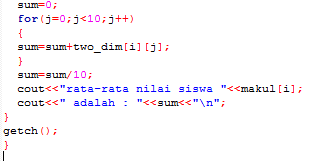 sum=0;
for(j=0;j<10;j++)
{
sum=sum+two_dim[i][j];
}
sum=sum/10;
cout<<"rata-rata nilai siswa "<<makul[i];
cout<<" adalah : "<<sum<<"\n";
}
getch();
}